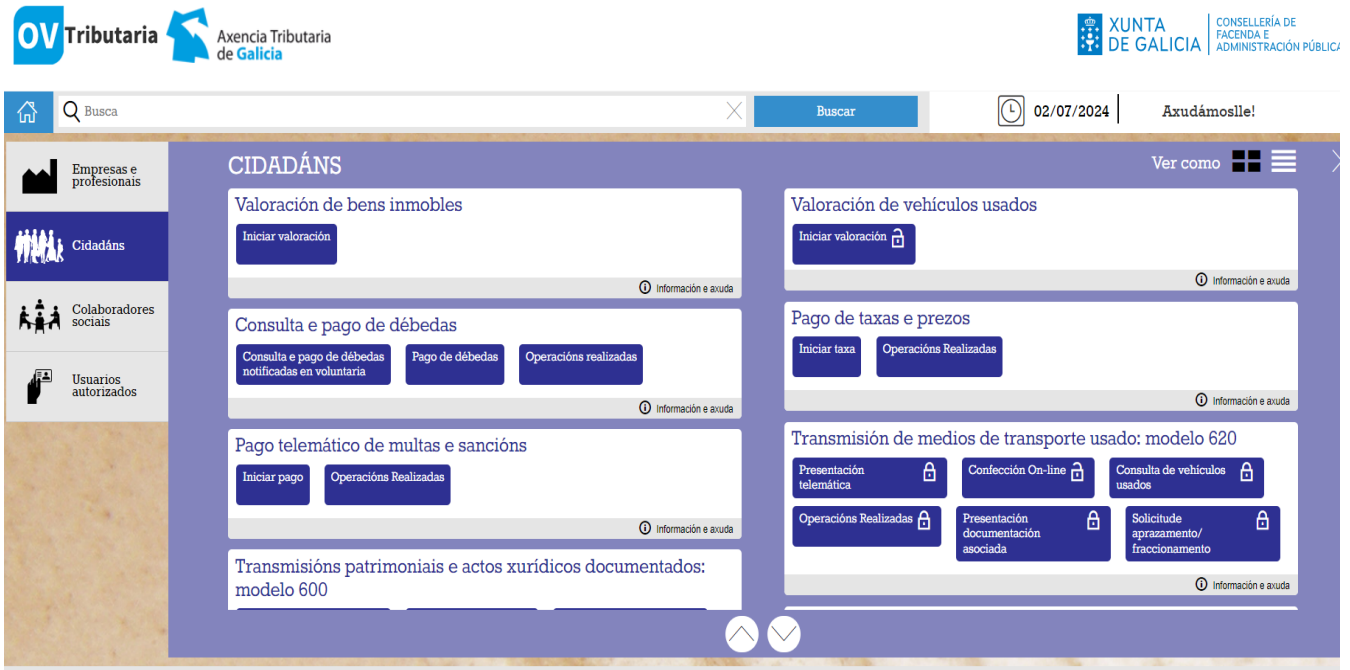 OV Tributaria
Axencia Tributaria
de Galicia
XUNTA
DE GALICIA
CONSELLERÍA DE
FACENDA E
ADMINISTRACIÓN PÚBLICA
Busca
Buscar
02/07/2024
Axudámoslle!
Empresas e
profesionais
Cidadáns
Colaboradores
sociais
Usuarios
autorizados
CIDADÁNS
Ver como
Valoración de bens inmobles
Iniciar valoración
Información e axuda
Consulta e pago de débedas
Consulta e pago de débedas
notificadas en voluntaria
Pago de débedas
Operacións realizadas
Información e axuda
Pago telemático de multas e sancións
Iniciar pago
Operacións Realizadas
Información e axuda
Transmisións patrimoniais e actos xurídicos documentados:
modelo 600
Valoración de vehículos usados
Iniciar valoración
Información e axuda
Pago de taxas e prezos
Iniciar taxa
Operacións Realizadas
Información e axuda
Transmisión de medios de transporte usado: modelo 620
Presentación
telemática
Confección On-line
Consulta de vehículos
usados
Operacións Realizadas
Presentación
documentación
asociada
Solicitude
aprazamento/
fraccionamento
Información e axuda